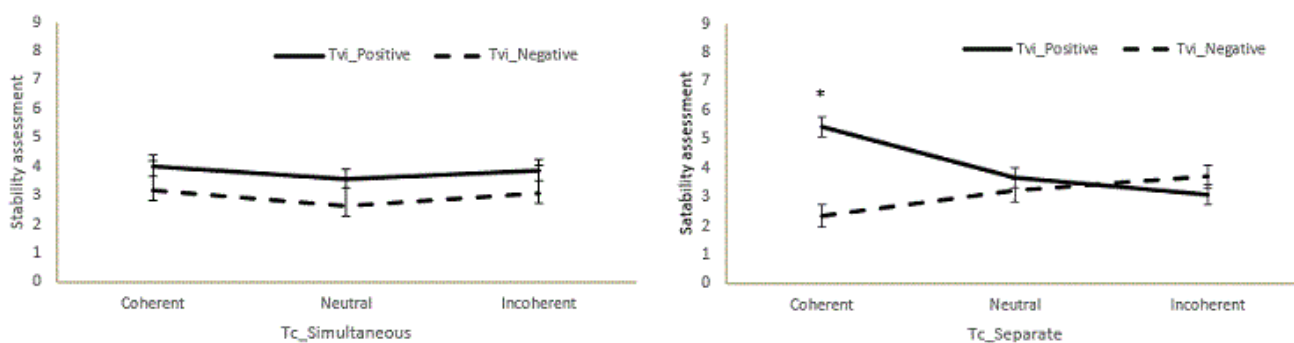 9
8
7
6
5
4
3
2
1
0
Stability assessment
Tvi_Positive
Tvi_Negative
Coherent
Neutral
Incoherent
Tc_Simultaneous
9
8
7
6
5
4
3
2
1
0
Satability assessment
Tvi_Positive
Tvi_Negative
*
Coherent
Neutral
Incoherent
Tc_Separate